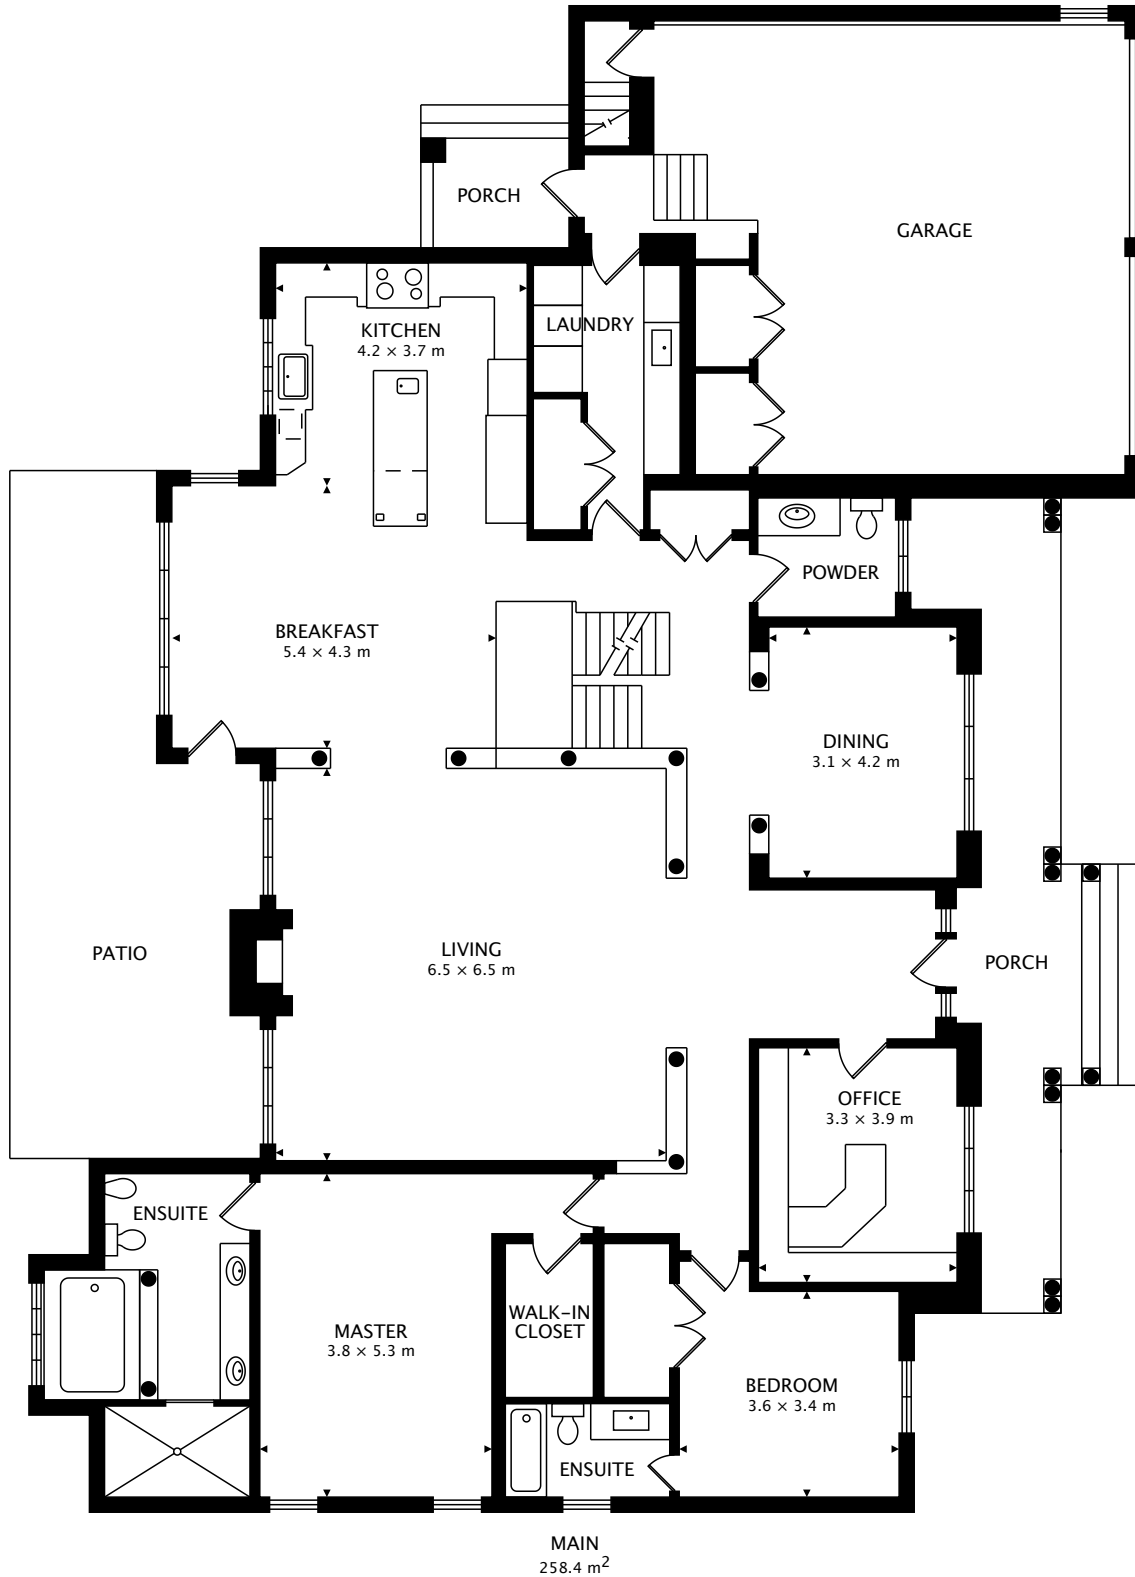 PORCH
GARAGE
KITCHEN
4.2 × 3.7 m
LAUNDRY
POWDER
BREAKFAST
5.4 × 4.3 m
DINING
3.1 × 4.2 m
PATIO
LIVING
6.5 × 6.5 m
PORCH
OFFICE
3.3 × 3.9 m
ENSUITE
MASTER
3.8 × 5.3 m
WALK-IN
CLOSET
BEDROOM
3.6 × 3.4 m
ENSUITE
MAIN
258.4 m²